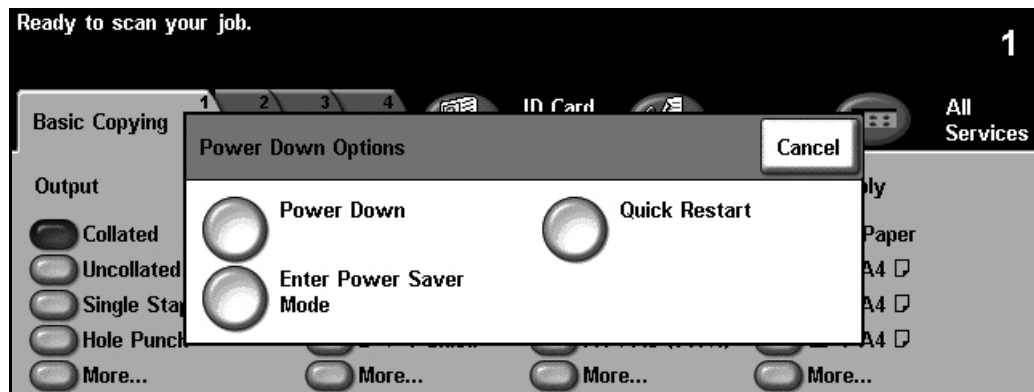 Ready to scan your job.
1
1
2
3
4
Basic Copying
ID Card
All
Services
Power Down Options
Cancel
Output
Power Down
Quick Restart
Enter Power Saver
Mode
Collated
Uncollated
Single
Hole Punch
More...
More...
More...
More...
Paper
A4
A4
A4